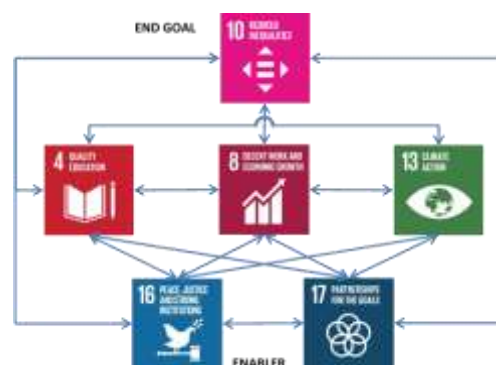 END GOAL
10 REDUCED
INEQUALITIES
4 QUALITY
EDUCATION
8 DECENT WORK AND
ECONOMIC GROWTH
13 CLIMATE
ACTION
16 PEACE, JUSTICE
AND STRONG
INSTITUTIONS
17 PARTNERSHIPS
FOR THE GOALS
ENABLER